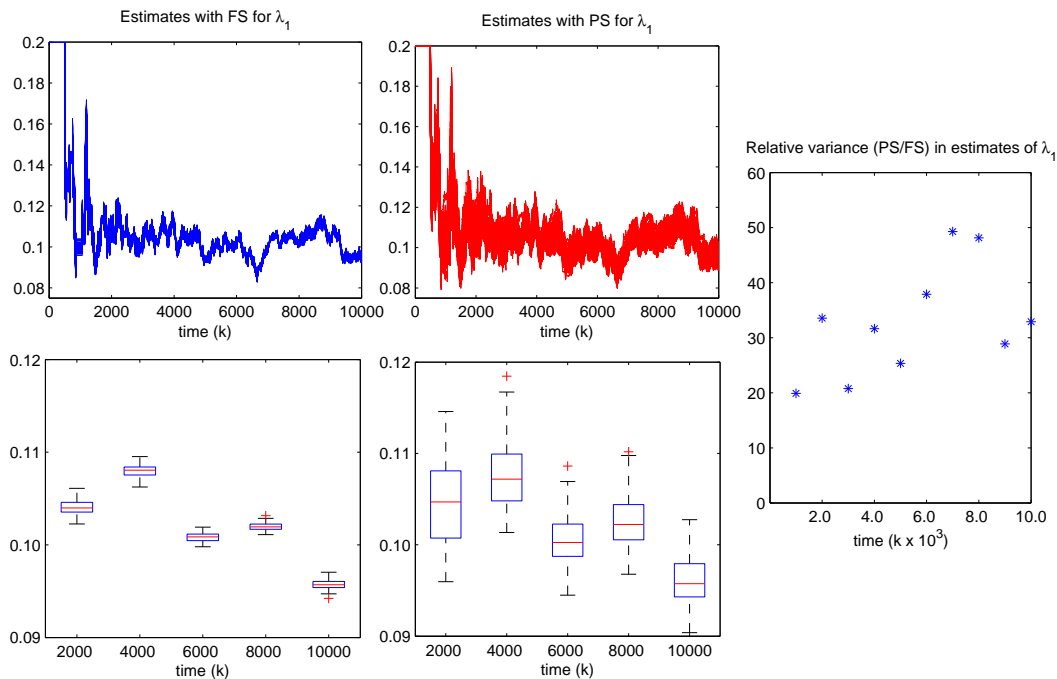 Estimates with FS for λ1
0.2
0.18
0.16
0.14
0.12
0.1
0.08
0 2000 4000 6000 8000 10000
time (k)
Estimates with PS for λ1
0.2
0.18
0.16
0.14
0.12
0.1
0.08
0 2000 4000 6000 8000 10000
time (k)
Relative variance (PS/FS) in estimates of λ1
60
50
40
30
20
10
0
2.0 4.0 6.0 8.0 10.0
time (k x 10^3)
0.12
0.11
0.10
0.09
2000 4000 6000 8000 10000
time (k)
0.12
0.11
0.10
0.09
2000 4000 6000 8000 10000
time (k)